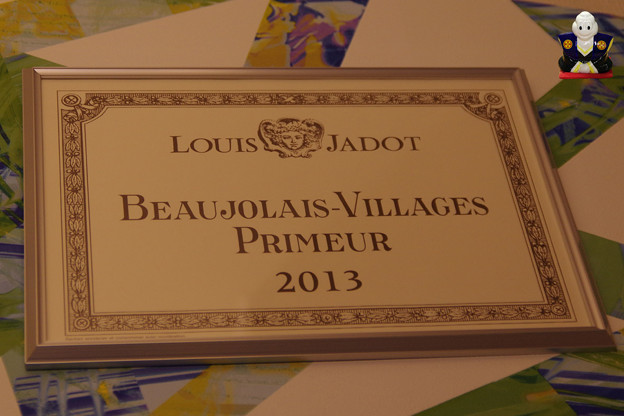 LOUIS JADOT
BEAUJOLAIS-VILLAGES
PRIMEUR
2013